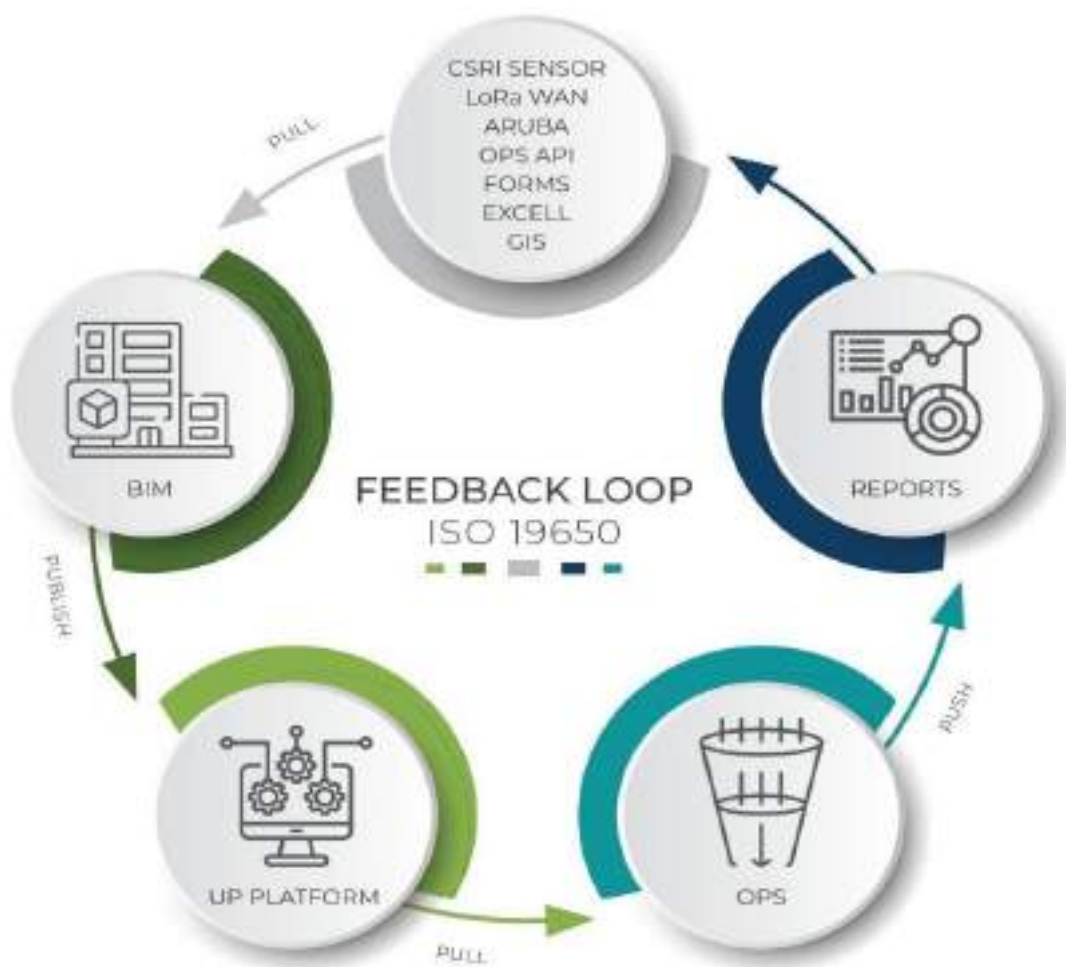 CSRI SENSOR
LoRa WAN
ARUBA
OPS API
FORMS
EXCELL
GIS
PULL
BIM
REPORTS
FEEDBACK LOOP
ISO 19650
PUBLISH
PUSH
UP PLATFORM
OPS
PULL